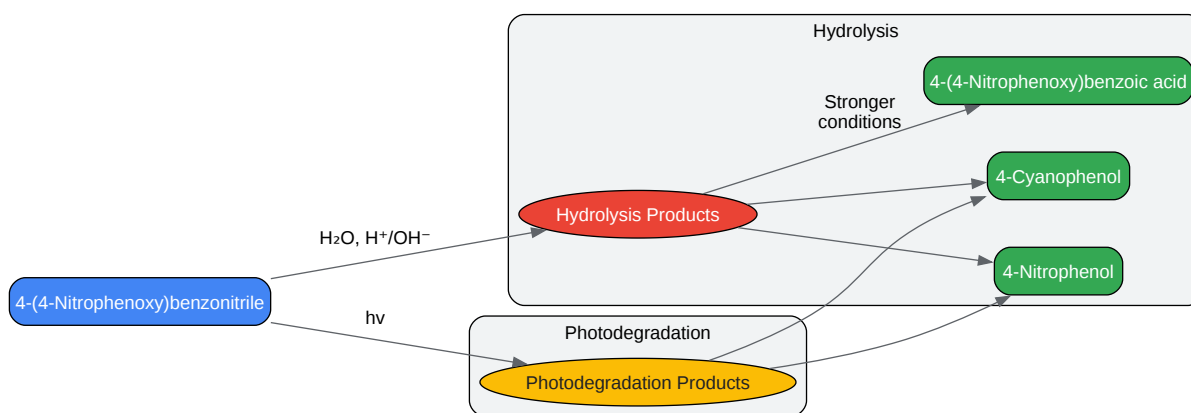 Hydrolysis
4-(4-Nitrophenoxy)benzoic acid
Stronger
conditions
4-Cyanophenol
Hydrolysis Products
H₂O, H⁺/OH⁻
4-Nitrophenol
4-(4-Nitrophenoxy)benzonitrile
hv
Photodegradation
Photodegradation Products